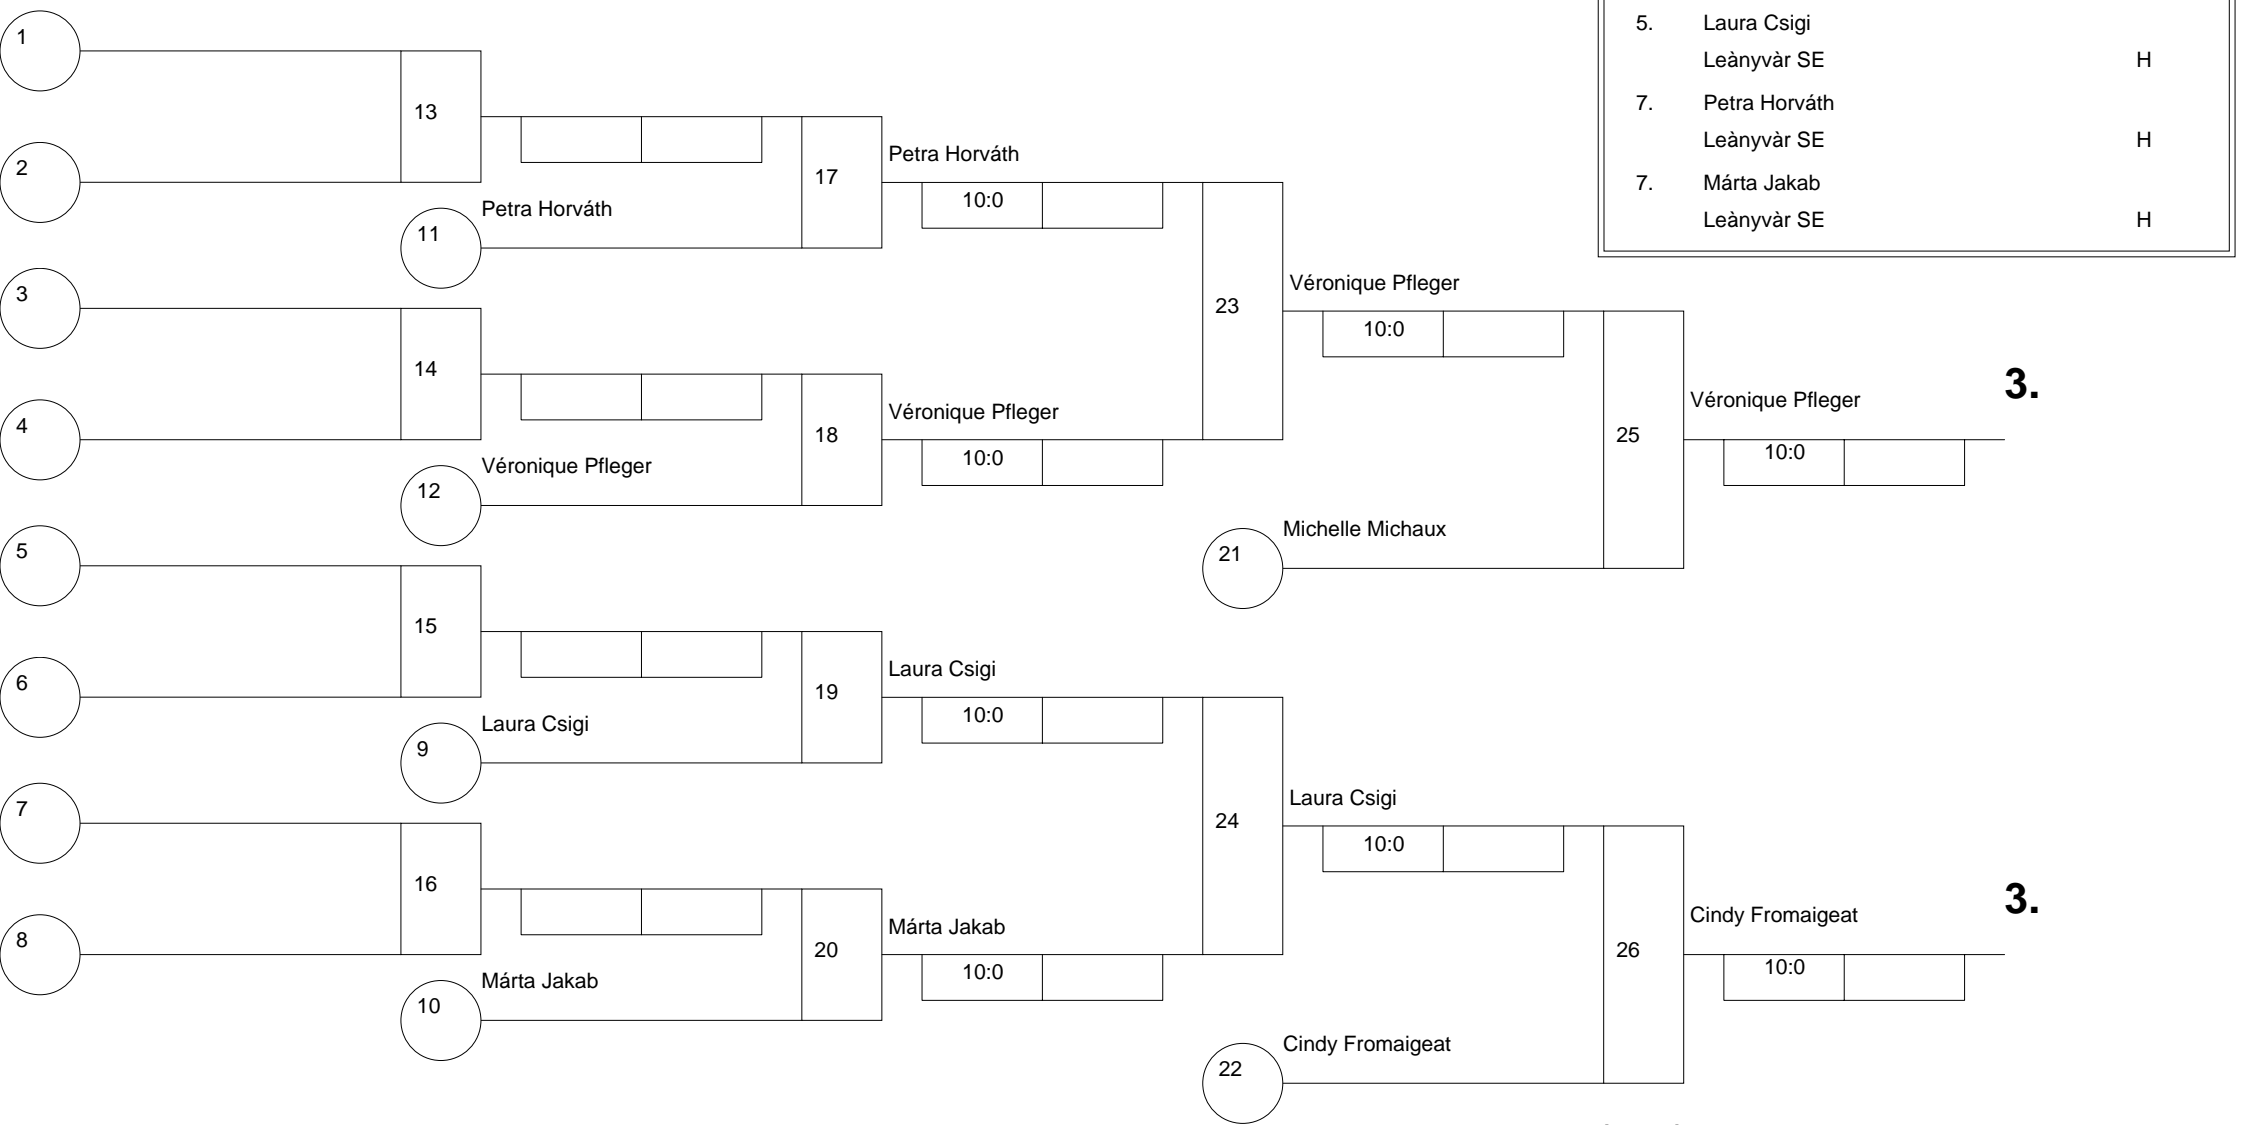 5. Laura Csigi
Leànyvàr SE H
7. Petra Horváth
Leànyvàr SE H
7. Márta Jakab
Leànyvàr SE H
1
2
3
4
5
6
7
8
13
14
15
16
Petra Horváth
11
Véronique Pfleger
12
Laura Csigi
9
Márta Jakab
10
17
18
19
20
Petra Horváth
10:0
Véronique Pfleger
10:0
Laura Csigi
10:0
Márta Jakab
10:0
23
24
Véronique Pfleger
10:0
Michelle Michaux
21
Laura Csigi
10:0
Cindy Fromaigeat
22
25
26
Véronique Pfleger
3.
10:0
Cindy Fromaigeat
3.
10:0